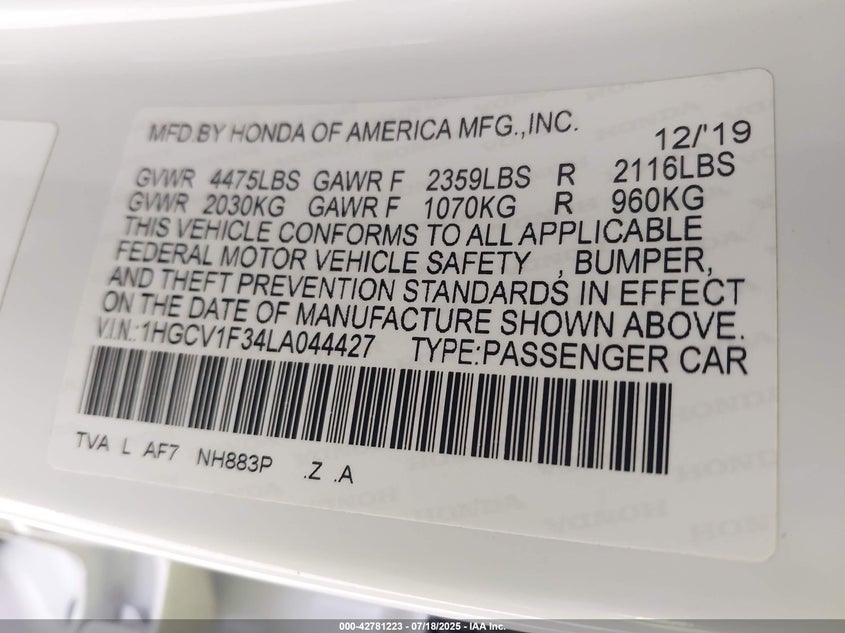 MFD.BY HONDA OF AMERICA MFG.,INC. 12/'19
GVWR 4475LBS GAWR F 2359LBS R 2116LBS
GVWR 2030KG GAWR F 1070KG R 960KG
THIS VEHICLE CONFORMS TO ALL APPLICABLE
FEDERAL MOTOR VEHICLE SAFETY , BUMPER,
AND THEFT PREVENTION STANDARDS IN EFFECT
ON THE DATE OF MANUFACTURE SHOWN ABOVE.
V.I.N.:1HGCV1F34LA044427 TYPE:PASSENGER CAR
TVA L AF7 NH883P .Z .A
HONDA
HONDA
HONDA
000-42781223 - 07/18/2025 - IAA Inc.